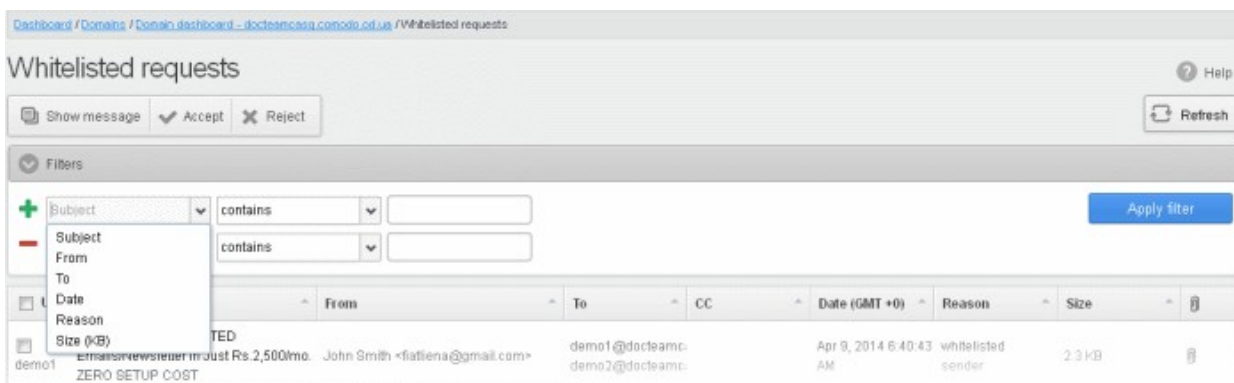 Dashboard / Domains / Domain dashboard - docteamcasg.comodo.od.ua / Whitelisted requests
Whitelisted requests
Help
Show message Accept Reject
Refresh
Filters
Subject contains
Apply filter
contains
Subject
From
To
Date
Reason
Size (KB)
From To CC Date (GMT +0) Reason Size
TED
Emails/Newsletter in Just Rs.2,500/mo.
ZERO SETUP COST
demo1
John Smith <fiatliena@gmail.com>
demo1@docteamc
demo2@docteamc
Apr 9, 2014 6:40:43 AM
whitelisted sender
2.3 KB